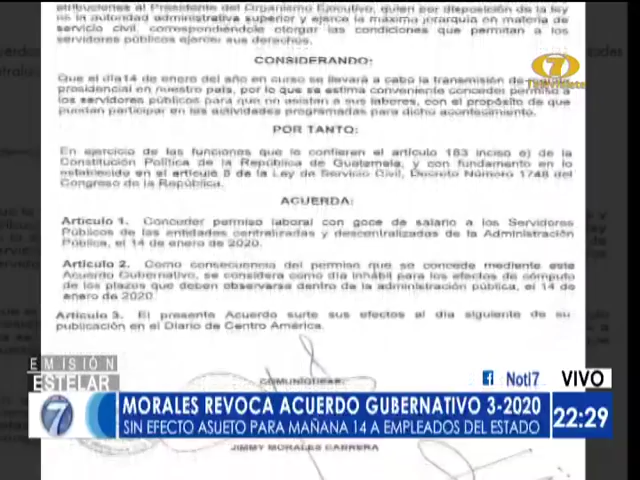 atribuciones al Presidente del Organismo Ejecutivo, quien por disposición de la ley
es la autoridad administrativa superior y ejerce la máxima jerarquía en materia de
servicio civil, correspondiéndole otorgar las condiciones que permitan a los
servidores públicos ejercer sus derechos.
CONSIDERANDO:
Que el día 14 de enero del año en curso se llevará a cabo la transmisión de
presidencial en nuestro país, por lo que se estima conveniente conceder permiso a
los servidores públicos para que no asistan a sus labores, con el propósito de que
puedan participar en las actividades programadas para dicho acontecimiento.
7
Televisiete
POR TANTO:
En ejercicio de las funciones que le confieren el artículo 183 inciso e) de la
Constitución Política de la República de Guatemala, y con fundamento en lo
establecido en el artículo 8 de la Ley de Servicio Civil, Decreto Número 1748 del
Congreso de la República.
ACUERDA:
Artículo 1. Conceder permiso laboral con goce de salario a los Servidores
Públicos de las entidades centralizadas y descentralizadas de la Administración
Pública, el 14 de enero de 2020.
Artículo 2. Como consecuencia del permiso que se concede mediante este
Acuerdo Gubernativo, se considera como día inhábil para los efectos de cómputo
de los plazos que deben observarse dentro de la administración pública, el 14 de
enero de 2020.
Artículo 3. El presente Acuerdo surte sus efectos al día siguiente de su
publicación en el Diario de Centro América.
COMUNÍQUESE,
EMISIÓN
ESTELAR
Noti7
VIVO
7
MORALES REVOCA ACUERDO GUBERNATIVO 3-2020
22:29
SIN EFECTO ASUETO PARA MAÑANA 14 A EMPLEADOS DEL ESTADO
JIMMY MORALES CABRERA